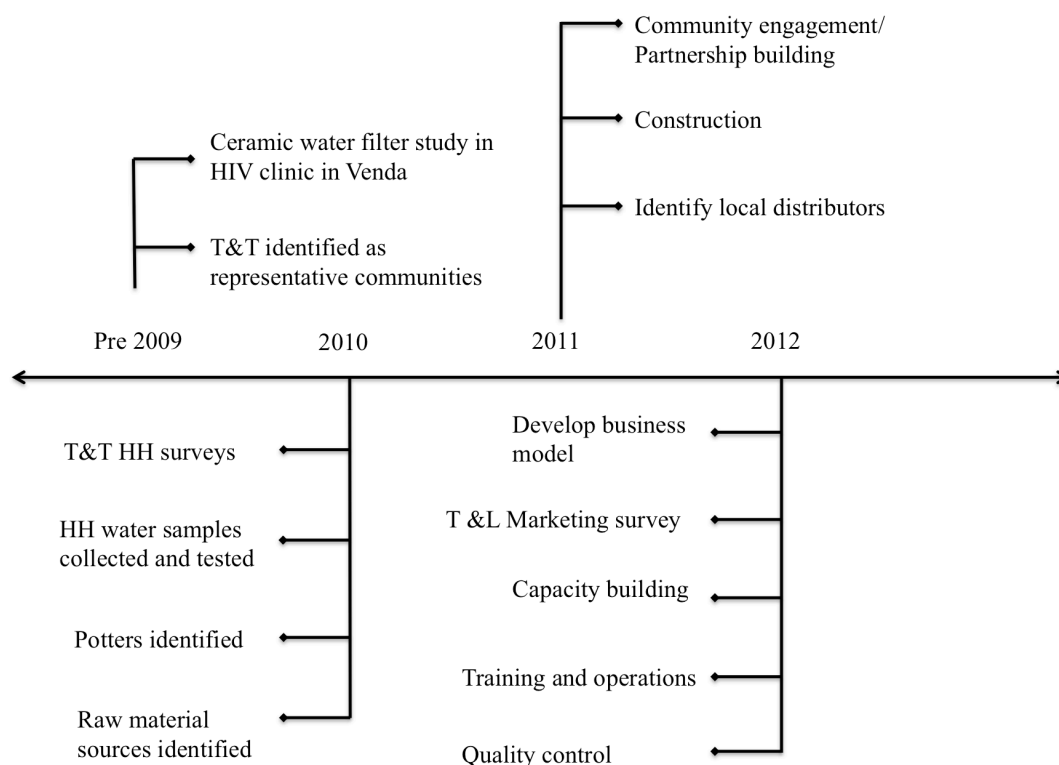 Community engagement/
Partnership building
Construction
Identify local distributors
Ceramic water filter study in
HIV clinic in Venda
T&T identified as
representative communities
Pre 2009
2010
2011
2012
T&T HH surveys
HH water samples
collected and tested
Potters identified
Raw material
sources identified
Develop business
model
T &L Marketing survey
Capacity building
Training and operations
Quality control